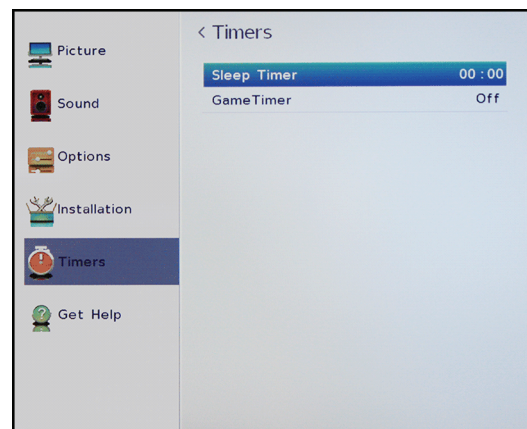 Picture
Sound
Options
Installation
Timers
Get Help
< Timers
Sleep Timer 00 : 00
GameTimer Off